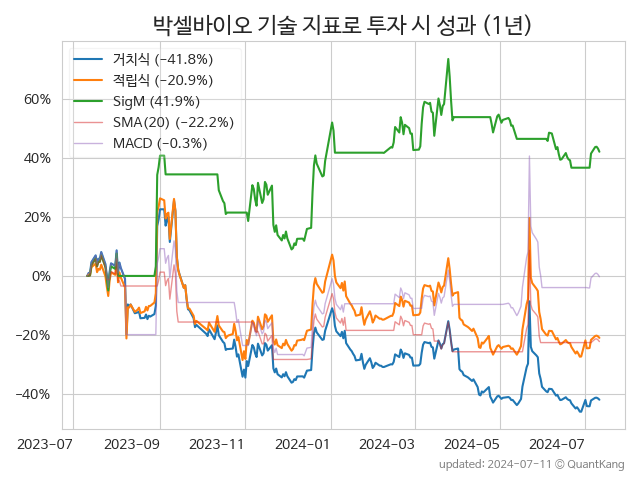 박셀바이오 기술 지표로 투자 시 성과 (1년)
거치식 (−41.8%)
적립식 (−20.9%)
SigM (41.9%)
SMA(20) (−22.2%)
MACD (−0.3%)
60%
40%
20%
0%
−20%
−40%
2023-07
2023-09
2023-11
2024-01
2024-03
2024-05
2024-07
updated: 2024-07-11 © QuantKang